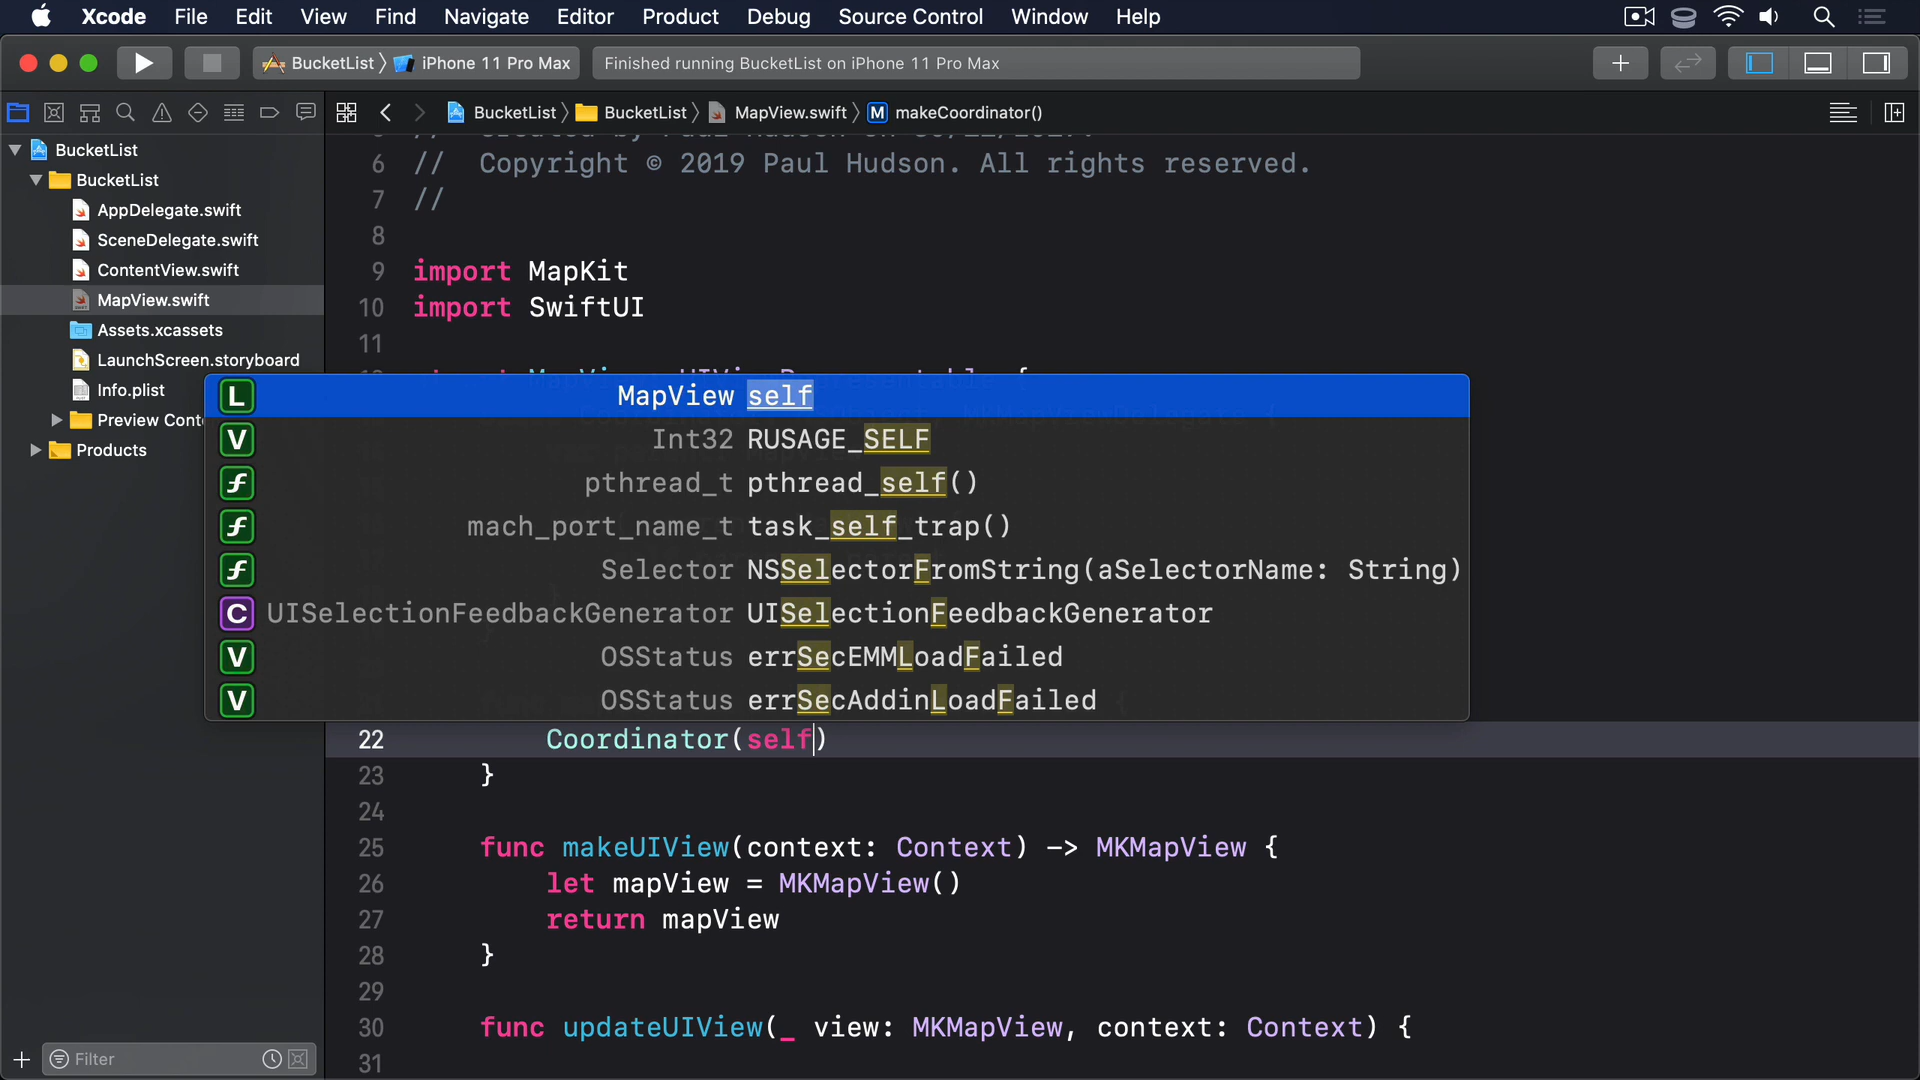 Xcode File Edit View Find Navigate Editor Product Debug Source Control Window Help
BucketList iPhone 11 Pro Max
Finished running BucketList on iPhone 11 Pro Max
BucketList BucketList MapView.swift M makeCoordinator()
BucketList
BucketList
AppDelegate.swift
SceneDelegate.swift
ContentView.swift
MapView.swift
Assets.xcassets
LaunchScreen.storyboard
Info.plist
Preview Cont
Products
Filter
6 //  Copyright © 2019 Paul Hudson. All rights reserved.
7 //
8
9 import MapKit
10 import SwiftUI
11
L MapView self
V Int32 RUSAGE_SELF
f pthread_t pthread_self()
f mach_port_name_t task_self_trap()
f Selector NSSelectorFromString(aSelectorName: String)
C UISelectionFeedbackGenerator UISelectionFeedbackGenerator
V OSStatus errSecEMMLoadFailed
V OSStatus errSecAddinLoadFailed
22 Coordinator(self)
23 }
24
25 func makeUIView(context: Context) -> MKMapView {
26 let mapView = MKMapView()
27 return mapView
28 }
29
30 func updateUIView(_ view: MKMapView, context: Context) {
31